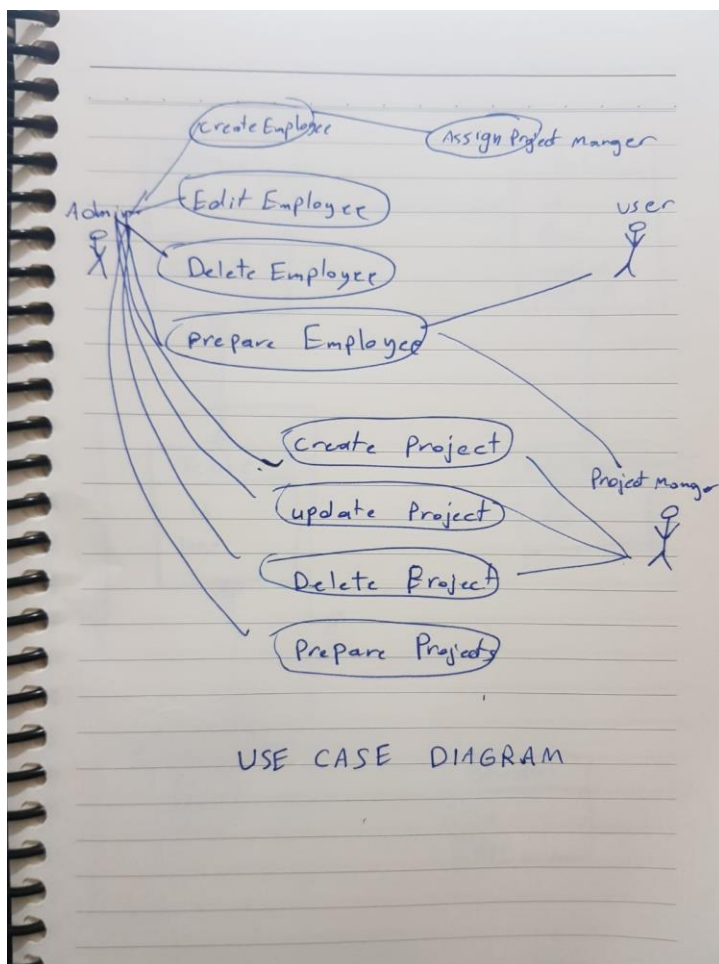 Create Employee
Assign Project Manger
Admin
Edit Employee
user
Delete Employee
prepare Employee
Create Project
Project Manger
update Project
Delete Project
Prepare Projects
USE CASE DIAGRAM